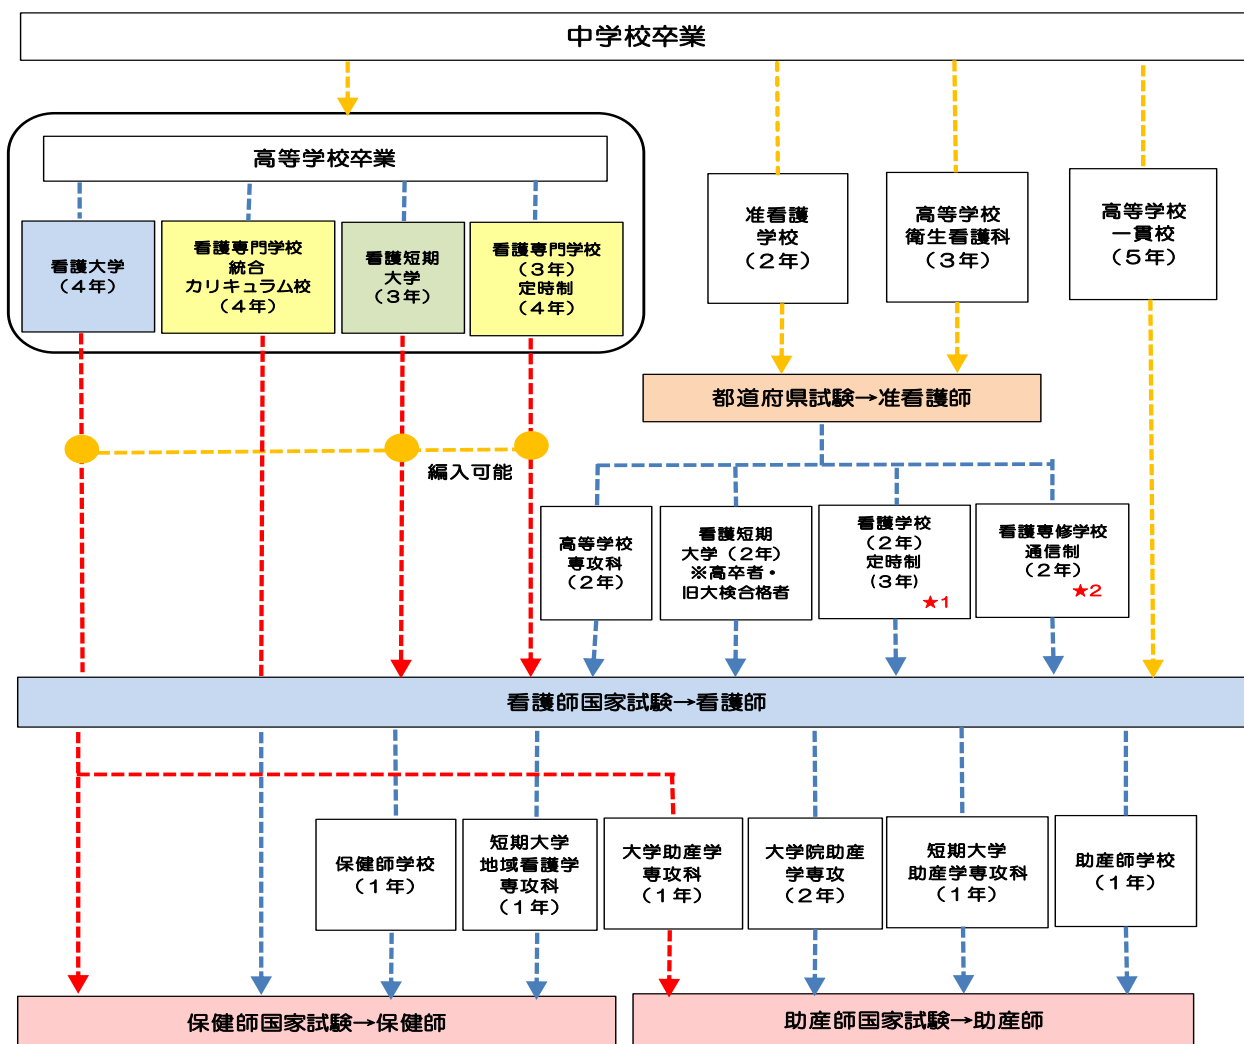 中学校卒業
高等学校卒業
看護大学
（４年）
看護専門学校
統合
カリキュラム校
（４年）
看護短期
大学
（３年）
看護専門学校
（３年）
定時制
（４年）
准看護
学校
（２年）
高等学校
衛生看護科
（３年）
高等学校
一貫校
（５年）
都道府県試験→准看護師
編入可能
高等学校
専攻科
（２年）
看護短期
大学（２年）
※高卒者・
旧大検合格者
看護学校
（２年）
定時制
(３年)
★1
看護専修学校
通信制
（２年）
★2
看護師国家試験→看護師
保健師学校
（１年）
短期大学
地域看護学
専攻科
（１年）
大学助産学
専攻科
（１年）
大学院助産
学専攻
（２年）
短期大学
助産学専攻科
（１年）
助産師学校
（１年）
保健師国家試験→保健師
助産師国家試験→助産師